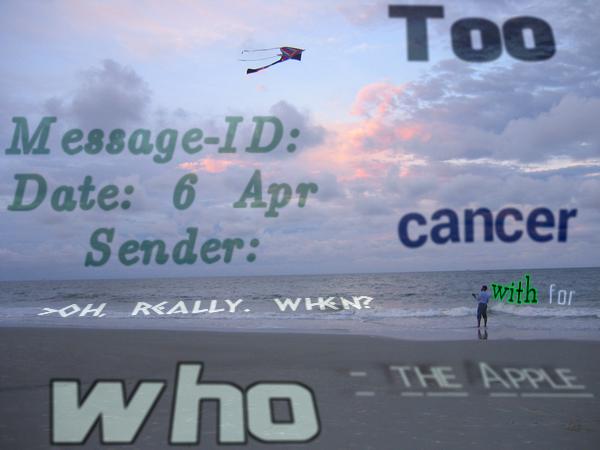 Too
Message-ID:
Date: 6 Apr
Sender:
cancer
with for
>OH, REALLY. WHEN?
who
- THE APPLE